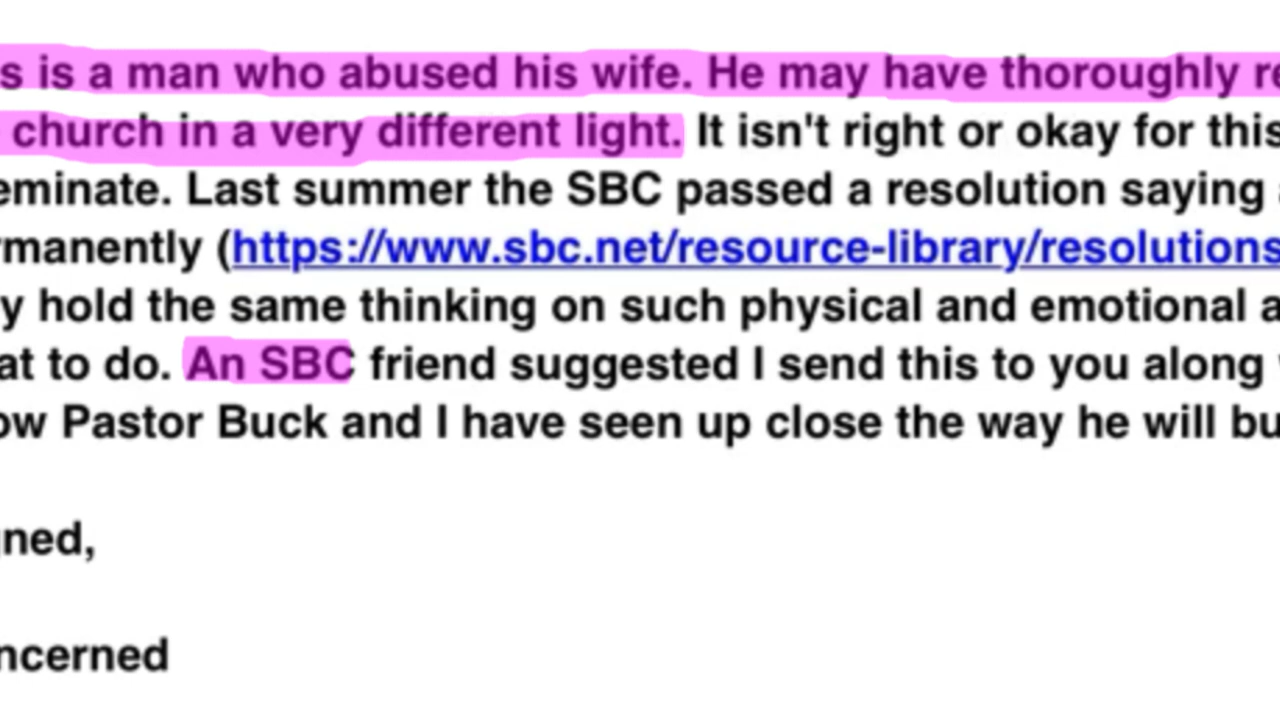 s is a man who abused his wife. He may have thoroughly re
church in a very different light. It isn't right or okay for this
eminate. Last summer the SBC passed a resolution saying a
rmanently (https://www.sbc.net/resource-library/resolutions
y hold the same thinking on such physical and emotional a
at to do. An SBC friend suggested I send this to you along
ow Pastor Buck and I have seen up close the way he will bu
ned,
ncerned